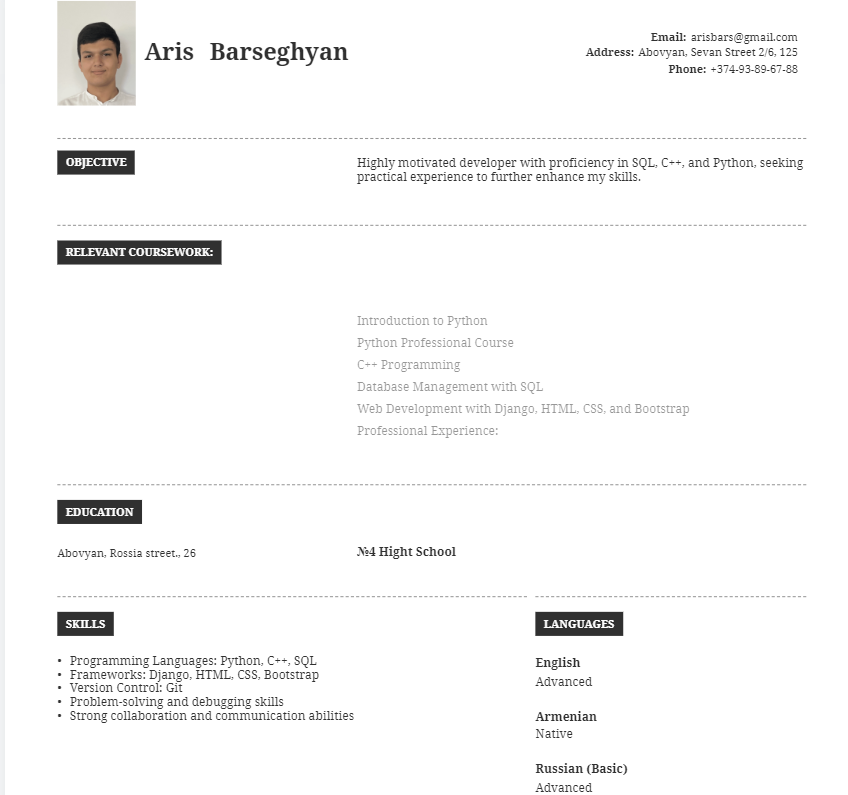 Aris Barseghyan
Email: arisbars@gmail.com
Address: Abovyan, Sevan Street 2/6, 125
Phone: +374-93-89-67-88
OBJECTIVE
Highly motivated developer with proficiency in SQL, C++, and Python, seeking
practical experience to further enhance my skills.
RELEVANT COURSEWORK:
Introduction to Python
Python Professional Course
C++ Programming
Database Management with SQL
Web Development with Django, HTML, CSS, and Bootstrap
Professional Experience:
EDUCATION
Abovyan, Rossia street., 26
№4 Hight School
SKILLS
• Programming Languages: Python, C++, SQL
• Frameworks: Django, HTML, CSS, Bootstrap
• Version Control: Git
• Problem-solving and debugging skills
• Strong collaboration and communication abilities
LANGUAGES
English
Advanced
Armenian
Native
Russian (Basic)
Advanced